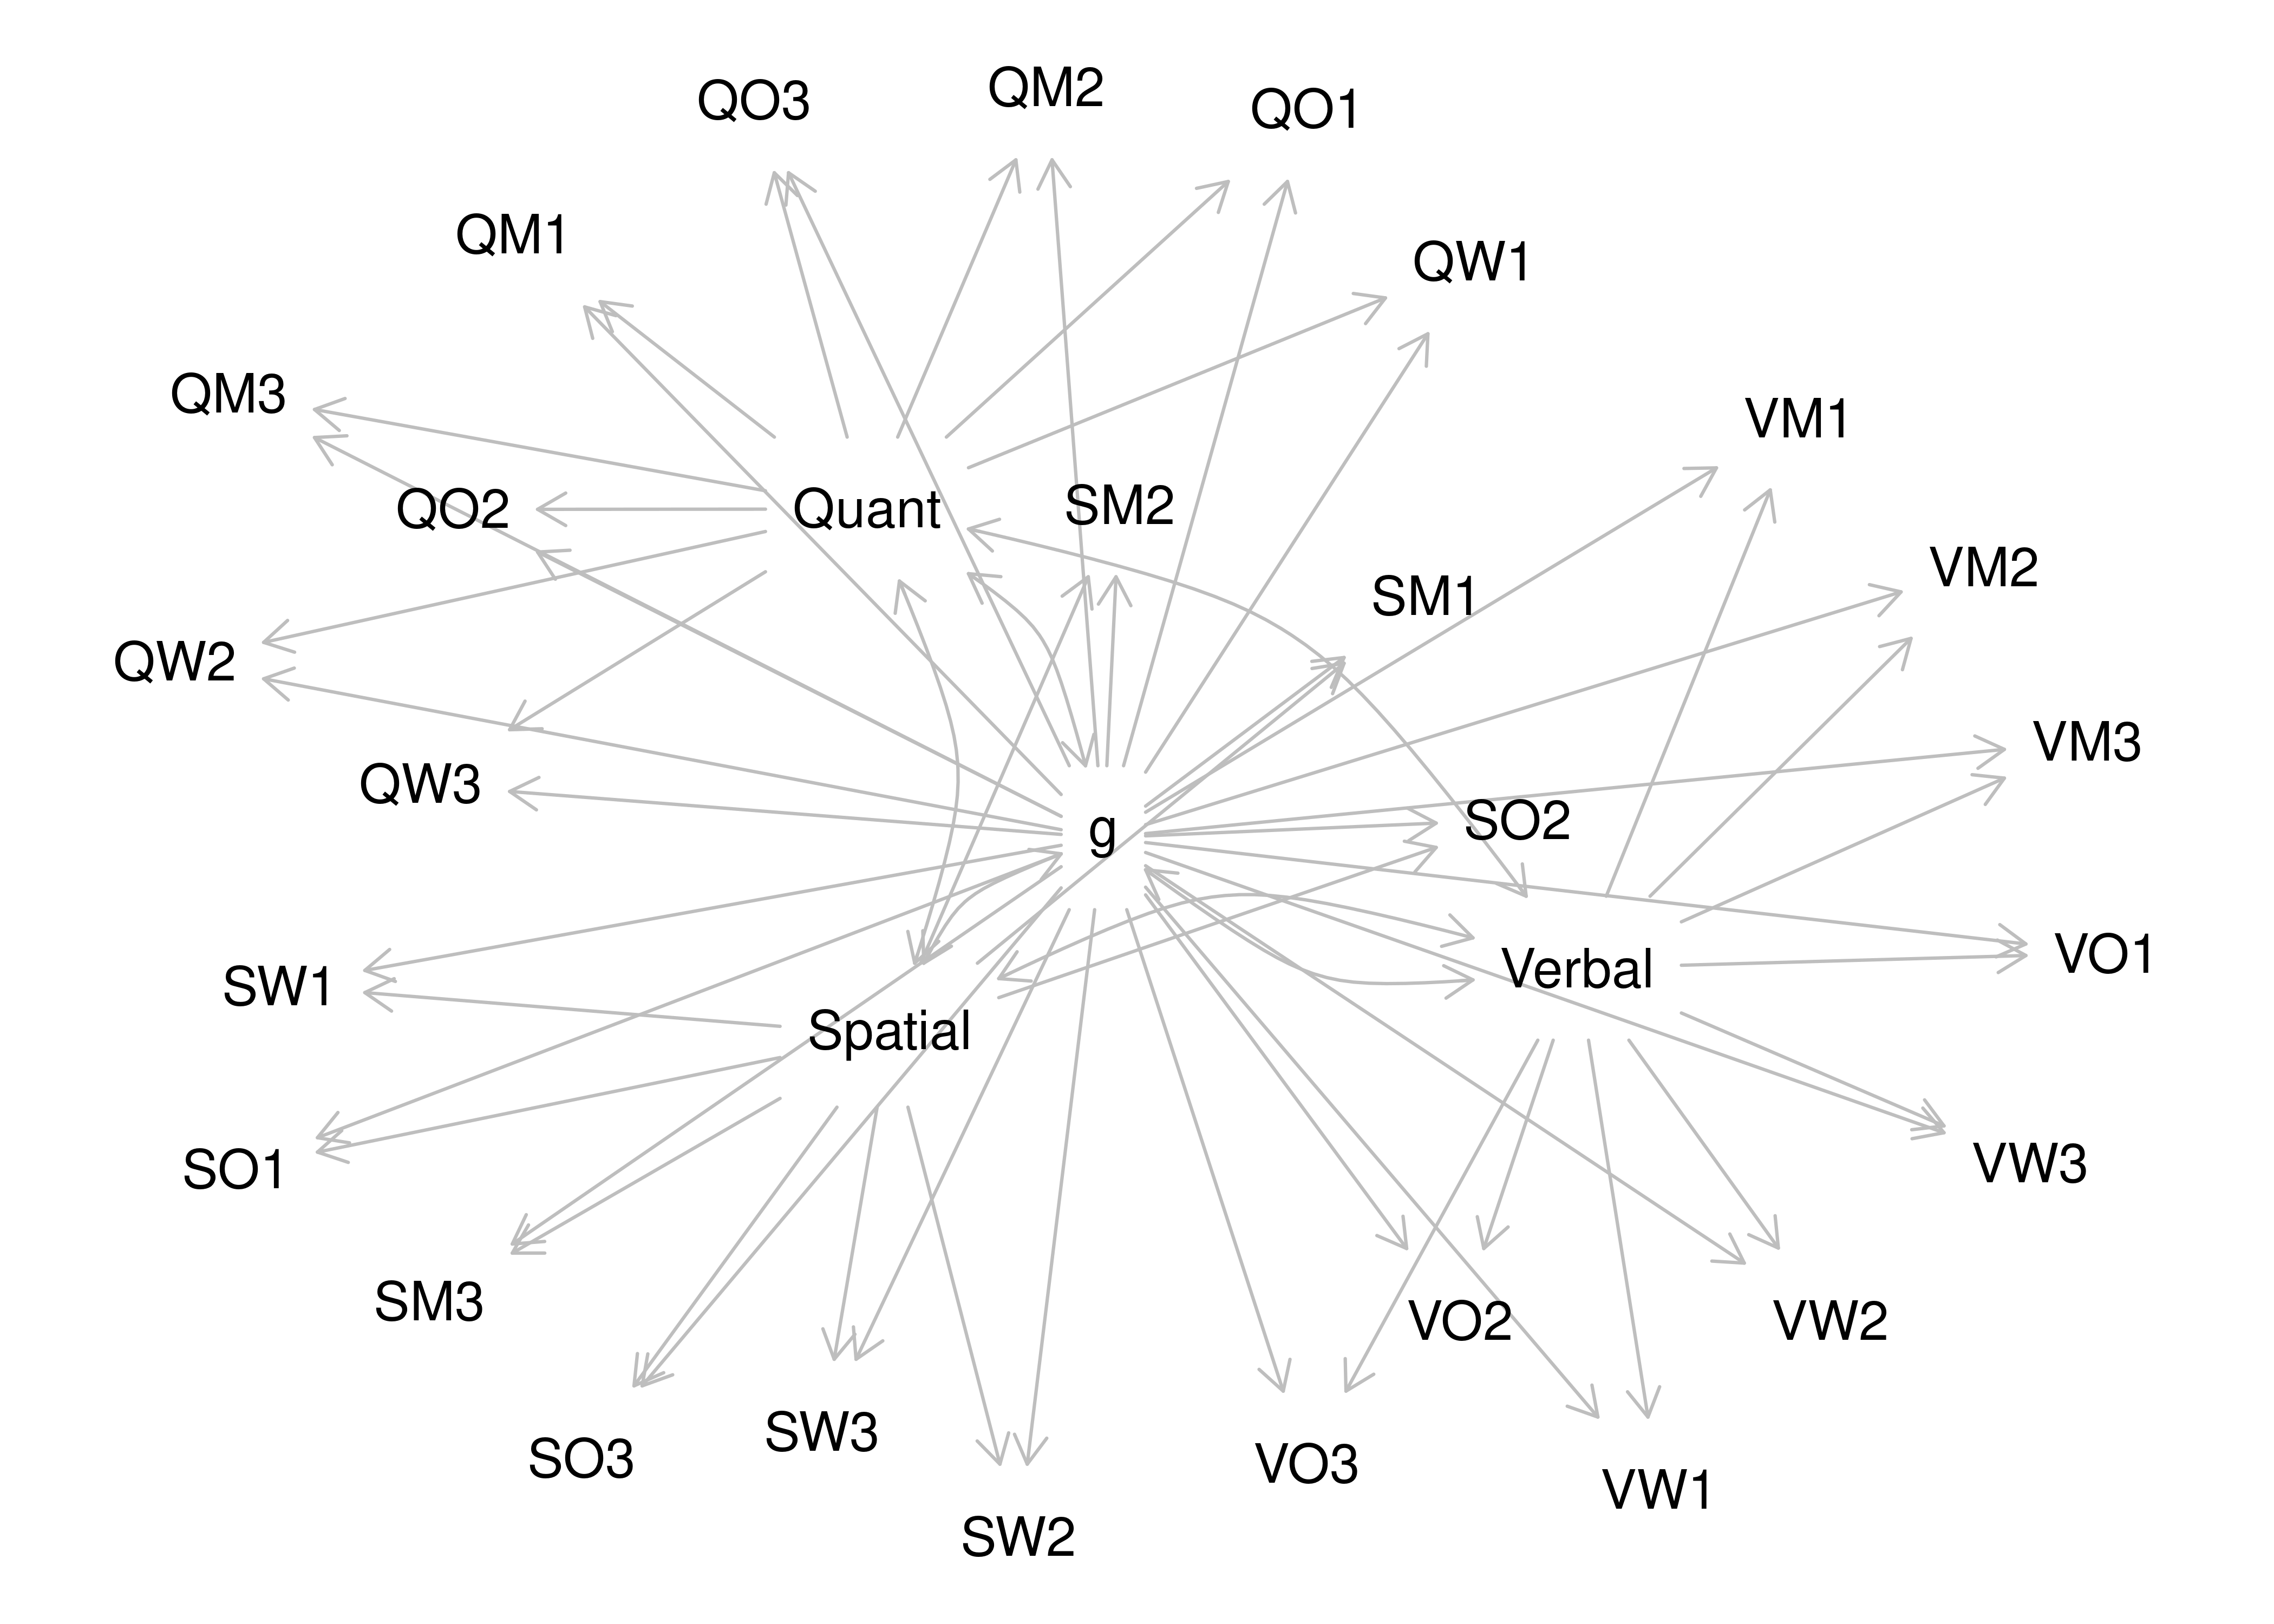 QM2
QO3
QO1
QM1
QW1
QM3
VM1
SM2
QO2
Quant
VM2
SM1
QW2
VM3
QW3
SO2
g
VO1
Verbal
SW1
Spatial
VW3
SO1
SM3
VO2
VW2
SW3
SO3
VO3
VW1
SW2